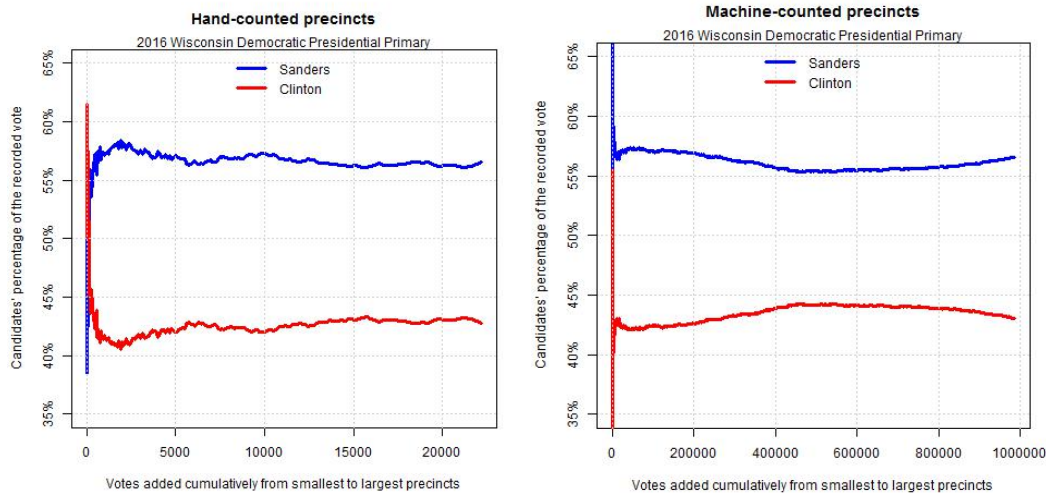 Hand-counted precincts
2016 Wisconsin Democratic Presidential Primary
Sanders
Clinton
Candidates' percentage of the recorded vote
65%
60%
55%
50%
45%
40%
35%
0 5000 10000 15000 20000
Votes added cumulatively from smallest to largest precincts
Machine-counted precincts
2016 Wisconsin Democratic Presidential Primary
Sanders
Clinton
Candidates' percentage of the recorded vote
65%
60%
55%
50%
45%
40%
35%
0 200000 400000 600000 800000 1000000
Votes added cumulatively from smallest to largest precincts